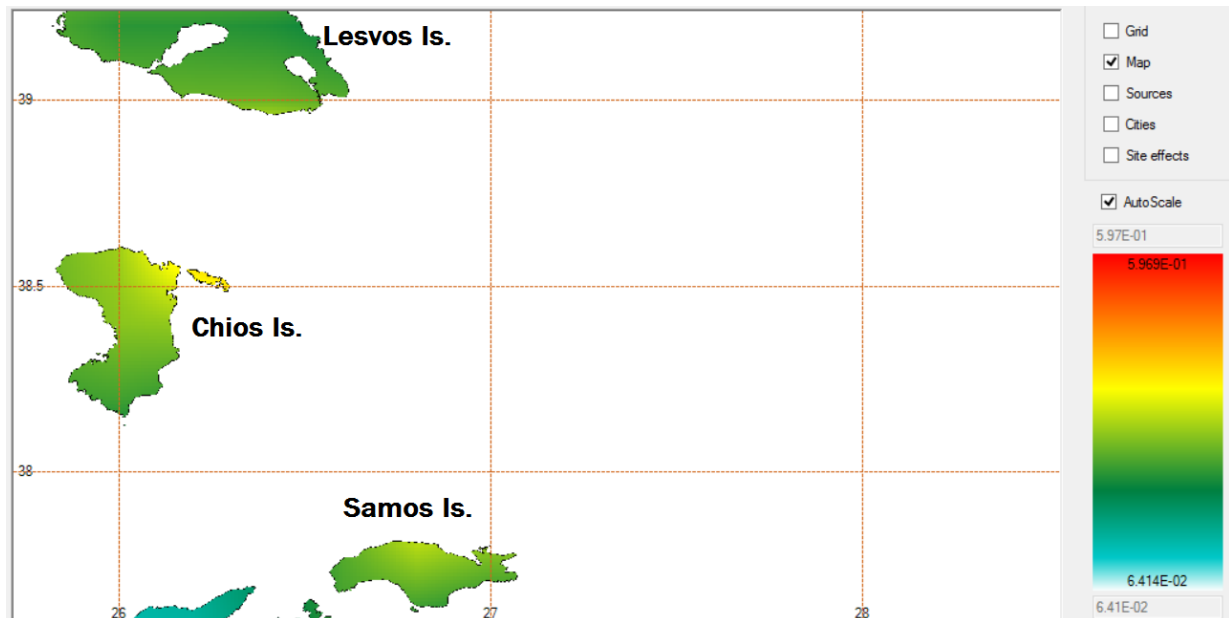 Lesvos Is.
39
38.5
Chios Is.
38
Samos Is.
26
27
28
Grid
Map
Sources
Cities
Site effects
AutoScale
5.97E-01
5.969E-01
6.414E-02
6.41E-02